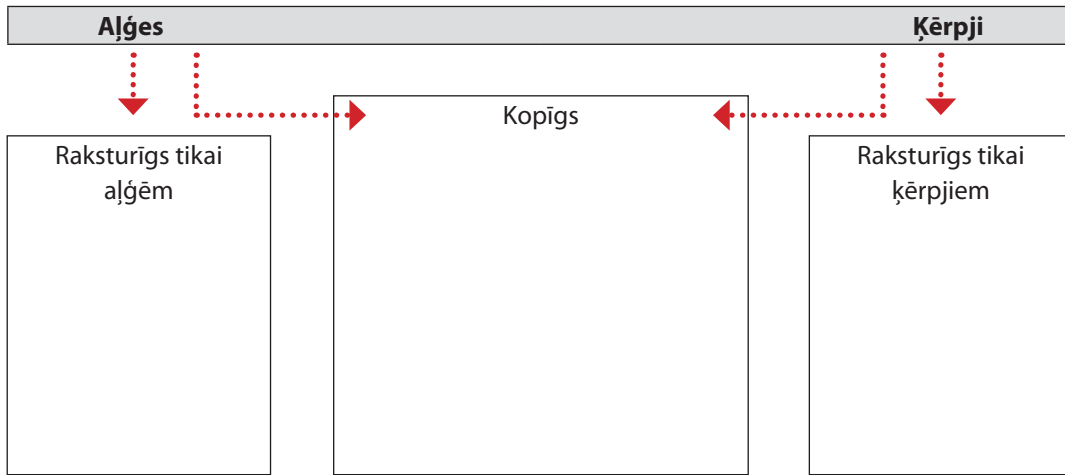 Aļģes
Ķērpji
Kopīgs
Raksturīgs tikai
aļģēm
Raksturīgs tikai
ķērpjiem